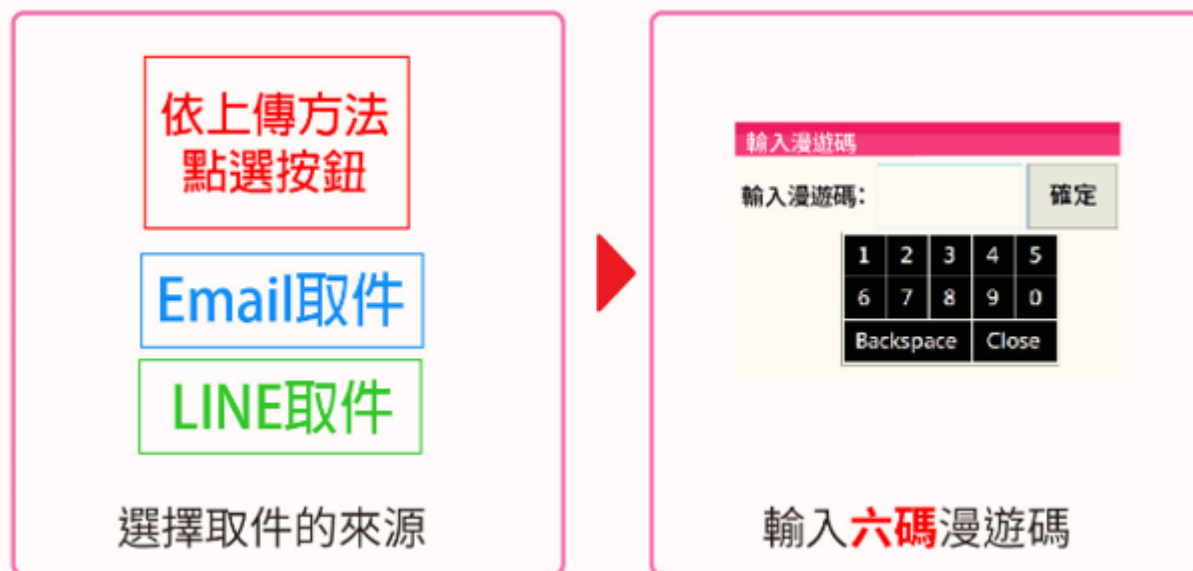 依上傳方法
點選按鈕
Email取件
LINE取件
選擇取件的來源
輸入漫遊碼
輸入漫遊碼:
確定
1 2 3 4 5
6 7 8 9 0
Backspace Close
輸入六碼漫遊碼